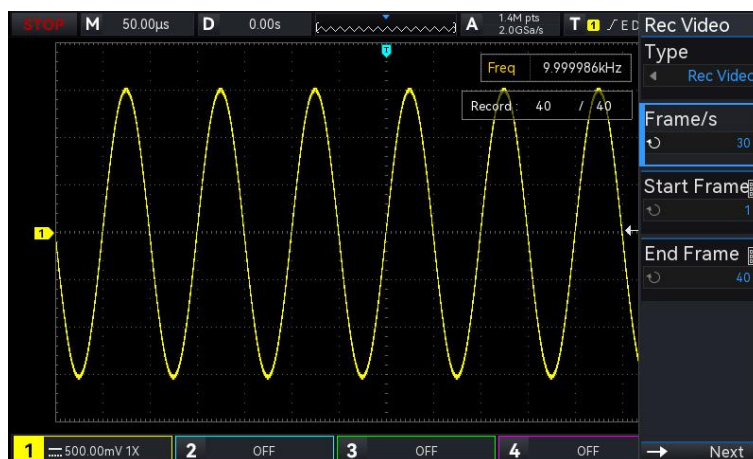 STOP M 50.00μs D 0.00s A 1.4M pts 2.0GSa/s T 1 E D
Rec Video
Type
Rec Video
T
Freq 9.999986kHz
Record : 40 / 40
Frame/s
30
Start Frame
1
1
End Frame
40
1 500.00mV 1X 2 OFF 3 OFF 4 OFF
Next